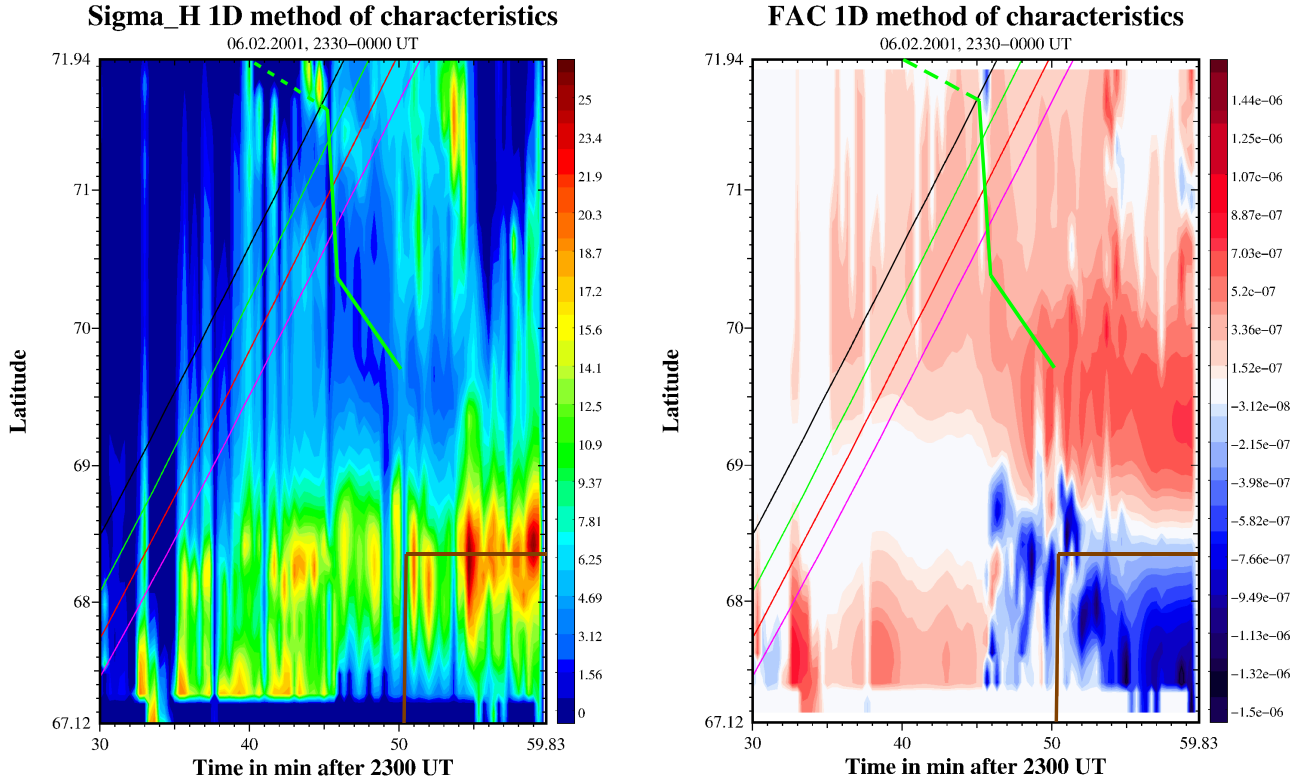 Sigma_H 1D method of characteristics
06.02.2001, 2330−0000 UT
71.94
71
70
69
68
67.12
Latitude
30
40
50
59.83
Time in min after 2300 UT
25
23.4
21.9
20.3
18.7
17.2
15.6
14.1
12.5
10.9
9.37
7.81
6.25
4.69
3.12
1.56
0
FAC 1D method of characteristics
06.02.2001, 2330−0000 UT
71.94
71
70
69
68
67.12
Latitude
30
40
50
59.83
Time in min after 2300 UT
1.44e−06
1.25e−06
1.07e−06
8.87e−07
7.03e−07
5.2e−07
3.36e−07
1.52e−07
−3.12e−08
−2.15e−07
−3.98e−07
−5.82e−07
−7.66e−07
−9.49e−07
−1.13e−06
−1.32e−06
−1.5e−06